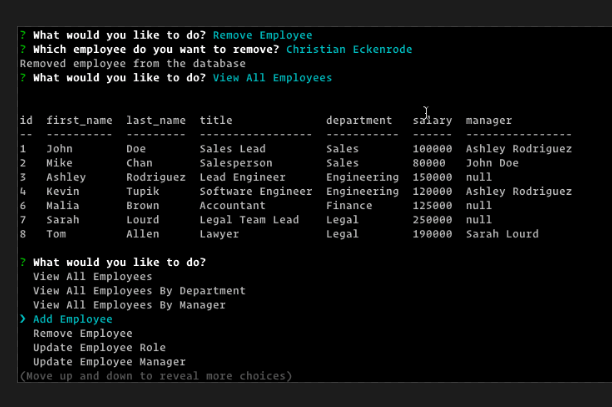 ? What would you like to do? Remove Employee
? Which employee do you want to remove? Christian Eckenrode
Removed employee from the database
? What would you like to do? View All Employees
id  first_name  last_name  title              department   salary  manager
--  ----------  ---------  -----------------  -----------  ------  ----------------
1   John        Doe        Sales Lead         Sales        100000  Ashley Rodriguez
2   Mike        Chan       Salesperson        Sales        80000   John Doe
3   Ashley      Rodriguez  Lead Engineer      Engineering  150000  null
4   Kevin       Tupik      Software Engineer  Engineering  120000  Ashley Rodriguez
6   Malia       Brown      Accountant         Finance      125000  null
7   Sarah       Lourd      Legal Team Lead    Legal        250000  null
8   Tom         Allen      Lawyer             Legal        190000  Sarah Lourd
? What would you like to do?
View All Employees
View All Employees By Department
View All Employees By Manager
❯ Add Employee
Remove Employee
Update Employee Role
Update Employee Manager
(Move up and down to reveal more choices)